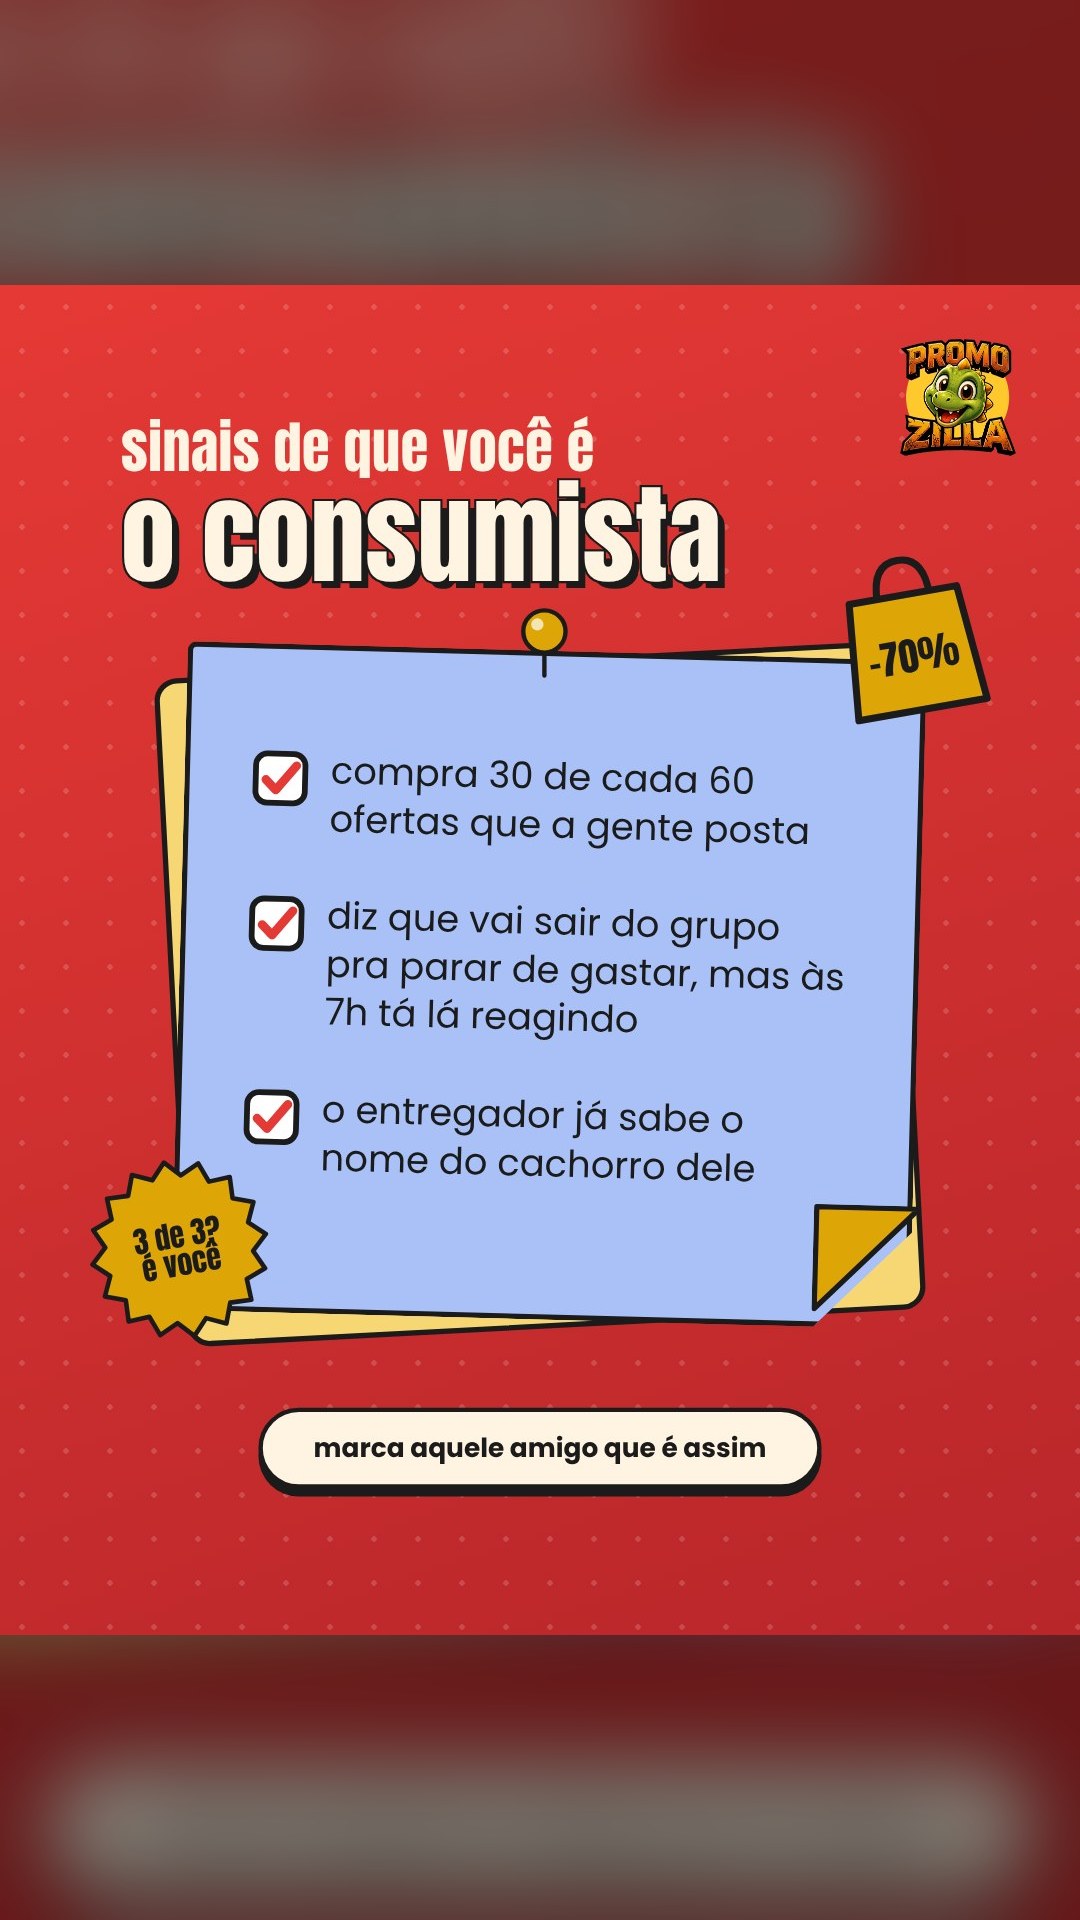 PROMO
ZILLA
sinais de que você é
o consumista
-70%
compra 30 de cada 60
ofertas que a gente posta
diz que vai sair do grupo
pra parar de gastar, mas às
7h tá lá reagindo
o entregador já sabe o
nome do cachorro dele
3 de 3?
é você
marca aquele amigo que é assim